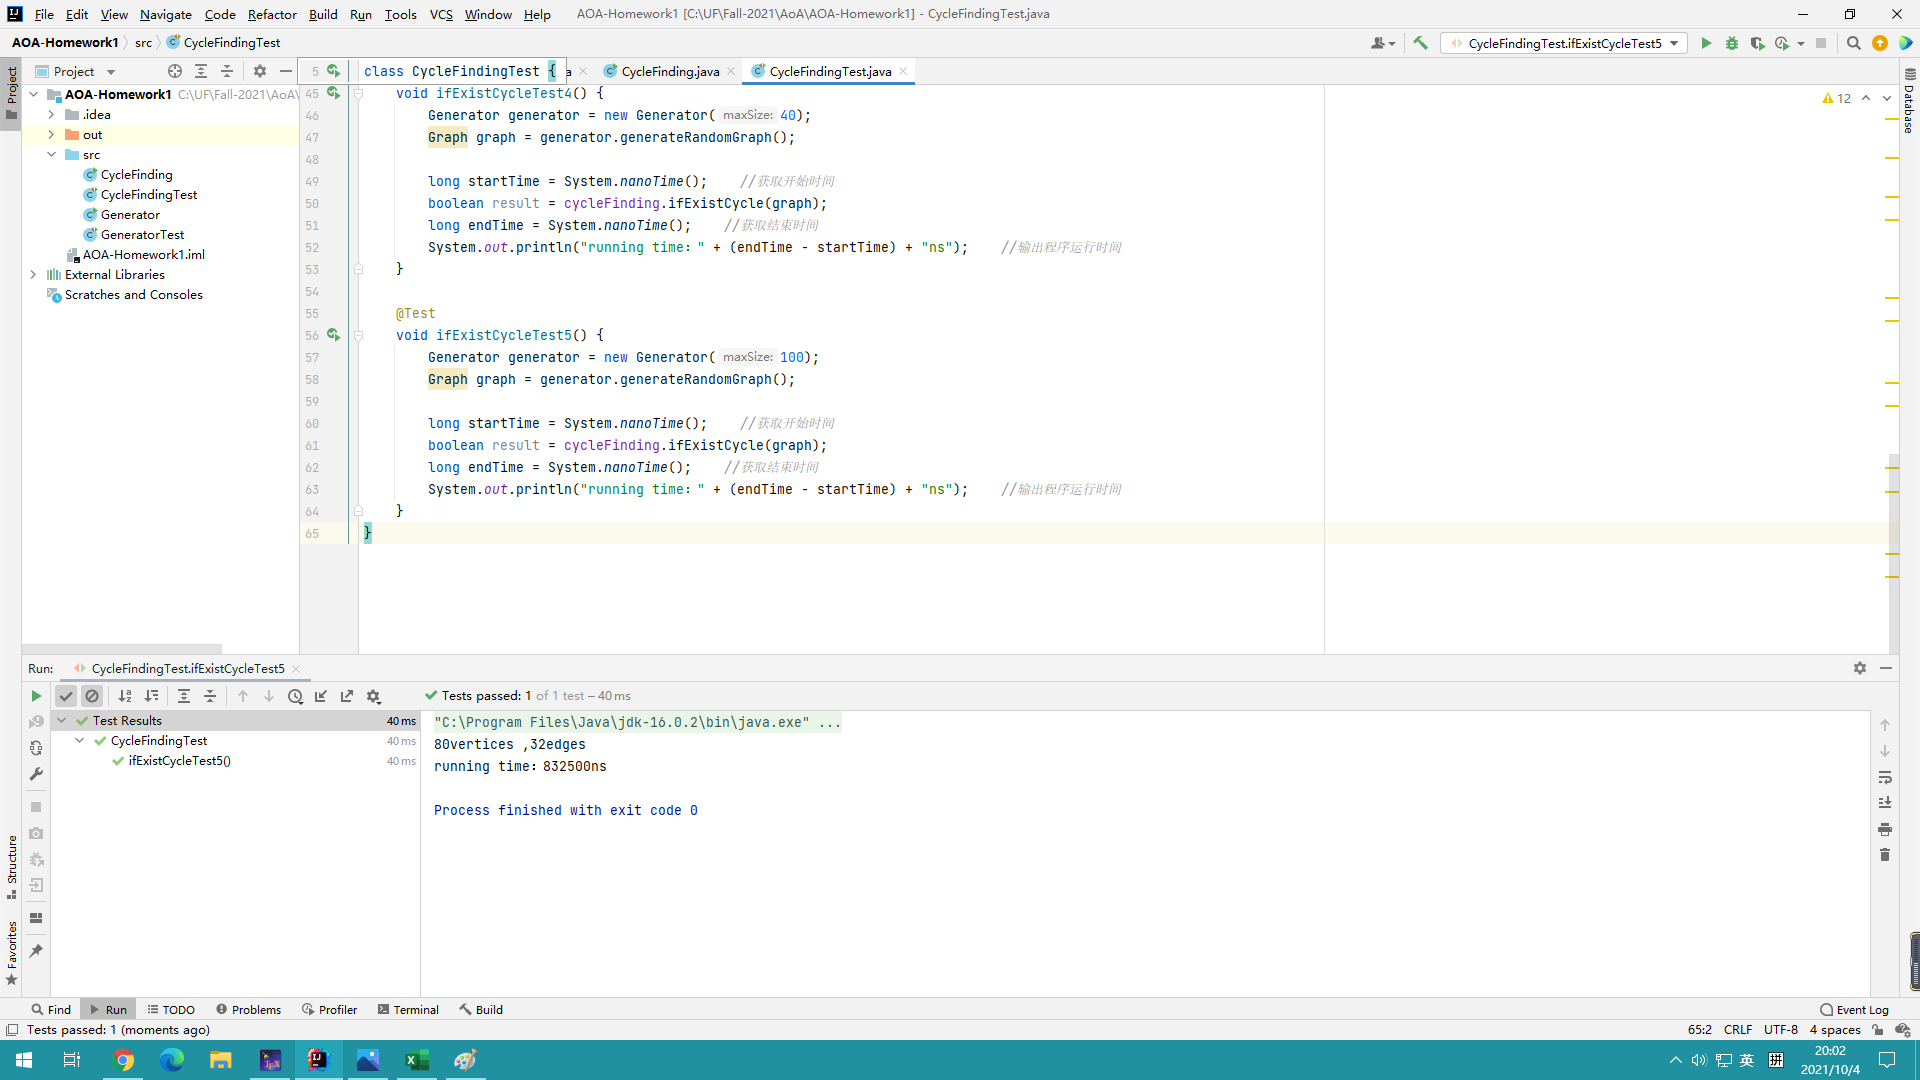 File Edit View Navigate Code Refactor Build Run Tools VCS Window Help AOA-Homework1 [C:\UF\Fall-2021\AoA\AOA-Homework1] - CycleFindingTest.java
AOA-Homework1 src CycleFindingTest
CycleFindingTest.ifExistCycleTest5
Project
Project
5 class CycleFindingTest {
a
CycleFinding.java
CycleFindingTest.java
Database
12
AOA-Homework1 C:\UF\Fall-2021\AoA\
.idea
out
src
CycleFinding
CycleFindingTest
Generator
GeneratorTest
AOA-Homework1.iml
External Libraries
Scratches and Consoles
45 void ifExistCycleTest4() {
46 Generator generator = new Generator( maxSize: 40);
47 Graph graph = generator.generateRandomGraph();
48
49 long startTime = System.nanoTime(); //获取开始时间
50 boolean result = cycleFinding.ifExistCycle(graph);
51 long endTime = System.nanoTime(); //获取结束时间
52 System.out.println("running time：" + (endTime - startTime) + "ns"); //输出程序运行时间
53 }
54
55 @Test
56 void ifExistCycleTest5() {
57 Generator generator = new Generator( maxSize: 100);
58 Graph graph = generator.generateRandomGraph();
59
60 long startTime = System.nanoTime(); //获取开始时间
61 boolean result = cycleFinding.ifExistCycle(graph);
62 long endTime = System.nanoTime(); //获取结束时间
63 System.out.println("running time：" + (endTime - startTime) + "ns"); //输出程序运行时间
64 }
65 }
Run: CycleFindingTest.ifExistCycleTest5
Tests passed: 1 of 1 test – 40 ms
Test Results 40 ms
CycleFindingTest 40 ms
ifExistCycleTest5() 40 ms
"C:\Program Files\Java\jdk-16.0.2\bin\java.exe" ...
80vertices ,32edges
running time：832500ns
Process finished with exit code 0
Structure
Favorites
Find Run TODO Problems Profiler Terminal Build Event Log
Tests passed: 1 (moments ago) 65:2 CRLF UTF-8 4 spaces
英 拼 20:02
2021/10/4